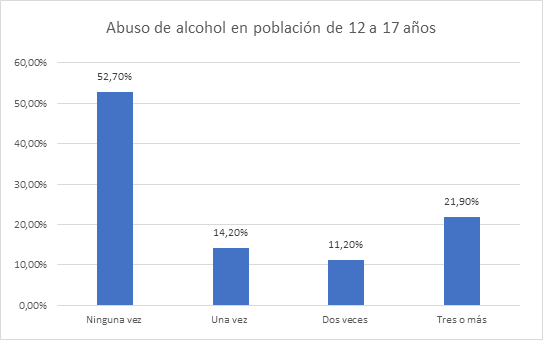 Abuso de alcohol en población de 12 a 17 años
60,00%
50,00%
40,00%
30,00%
20,00%
10,00%
0,00%
52,70%
14,20%
11,20%
21,90%
Ninguna vez
Una vez
Dos veces
Tres o más